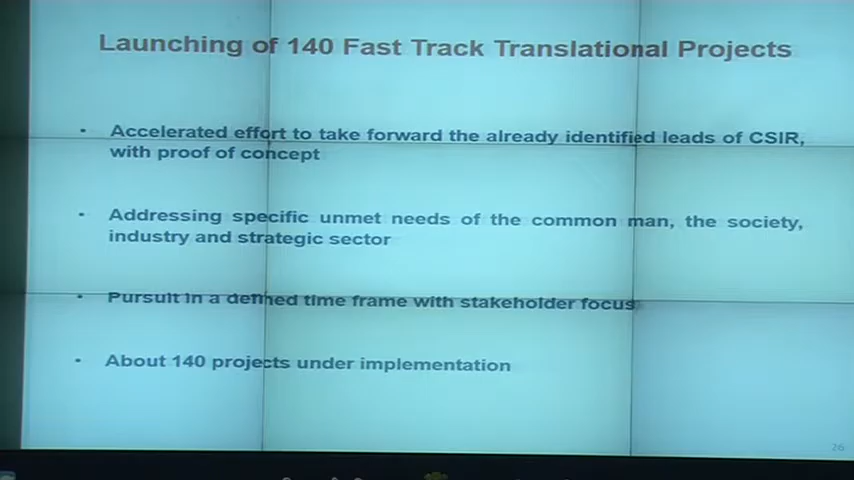 Launching of 140 Fast Track Translational Projects
• Accelerated effort to take forward the already identified leads of CSIR,
with proof of concept
• Addressing specific unmet needs of the common man, the society,
industry and strategic sector
• Pursuit in a defined time frame with stakeholder focus
• About 140 projects under implementation
26